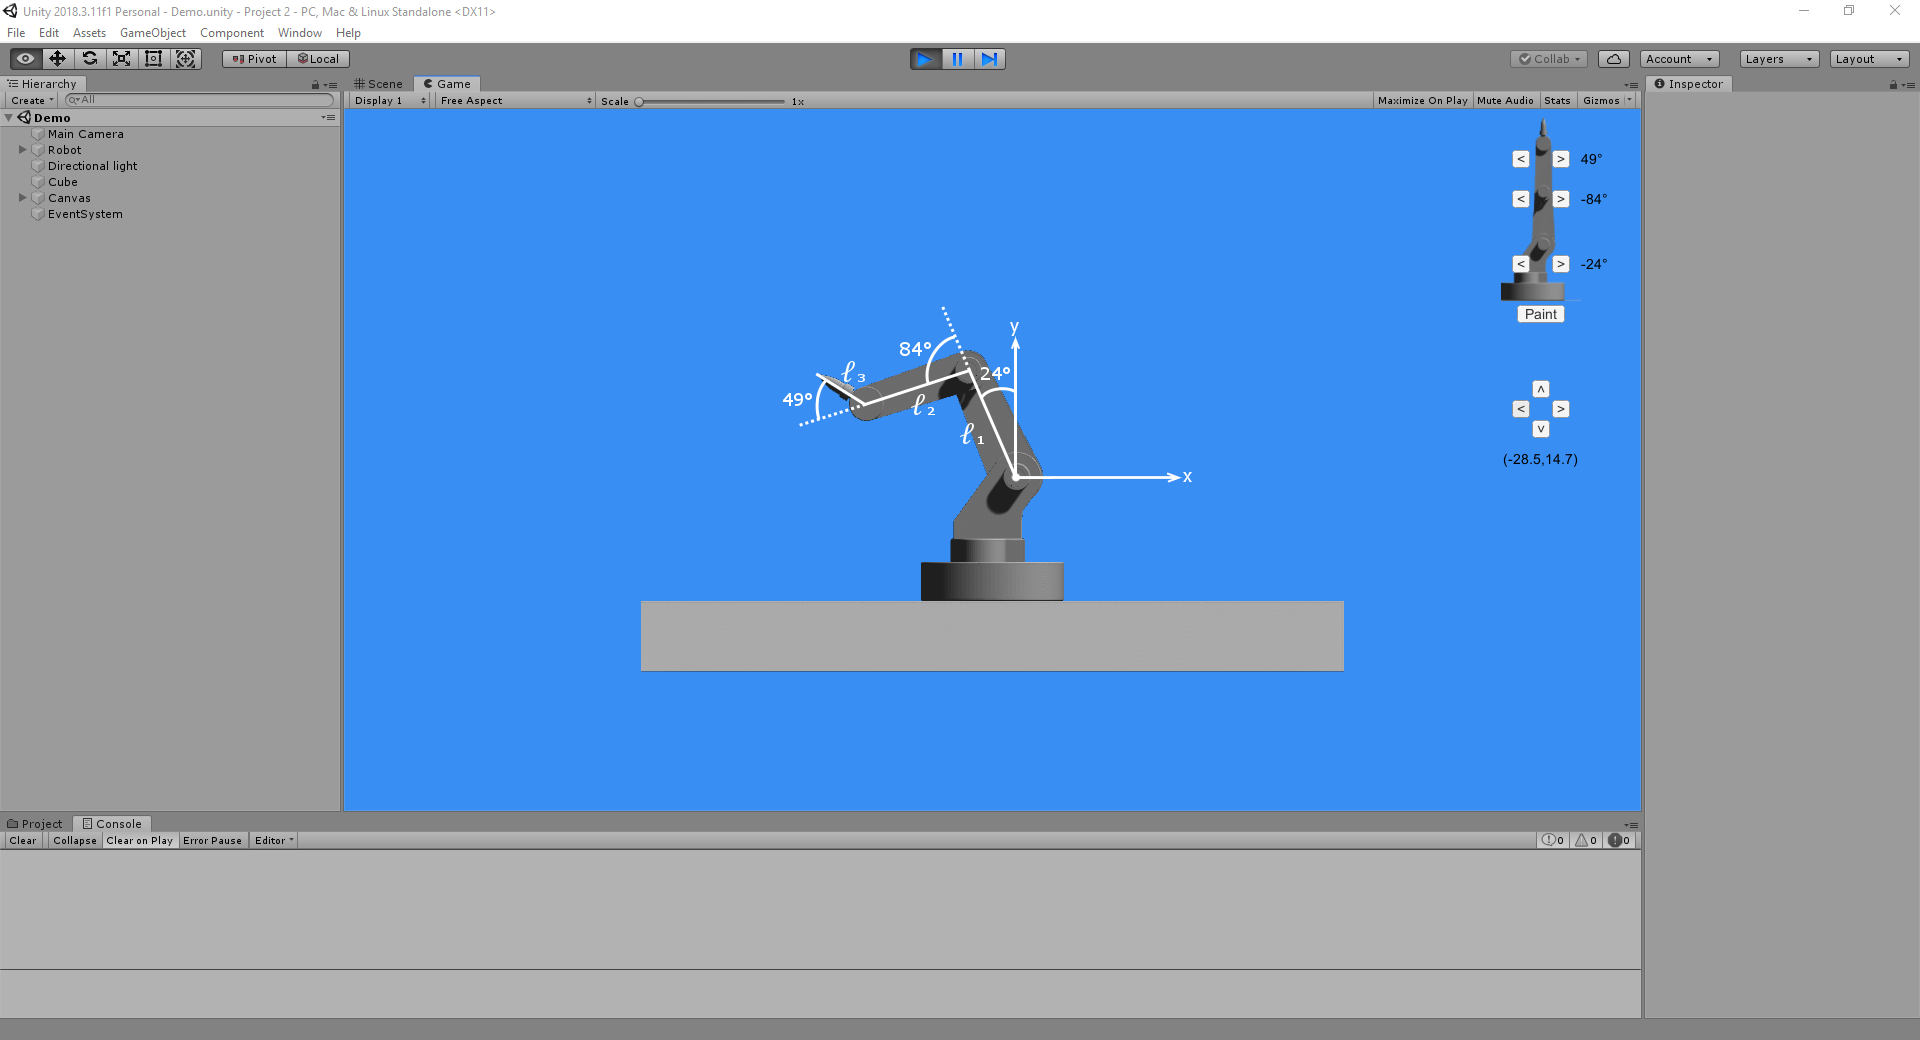 Unity 2018.3.11f1 Personal - Demo.unity - Project 2 - PC, Mac & Linux Standalone <DX11>
File Edit Assets GameObject Component Window Help
Pivot Local Collab Account Layers Layout
Hierarchy
Create All
Demo
Main Camera
Robot
Directional light
Cube
Canvas
EventSystem
Scene Game
Display 1 Free Aspect Scale 1x Maximize On Play Mute Audio Stats Gizmos
Inspector
< > 49°
< > -84°
< > -24°
Paint
y
84°
24°
ℓ3
49°
ℓ2
ℓ1
x
^
< >
v
(-28.5,14.7)
Project Console
Clear Collapse Clear on Play Error Pause Editor 0 0 0